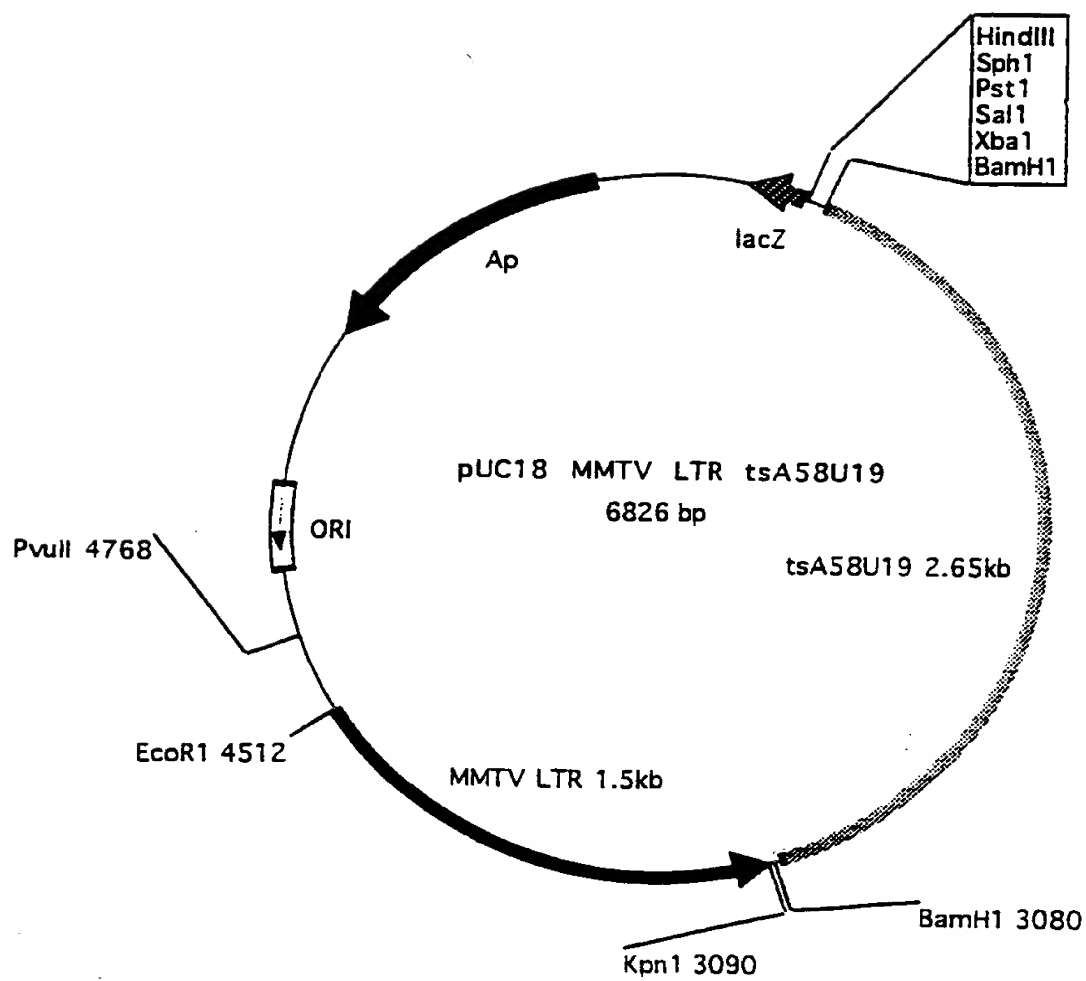 HindIII
Sph1
Pst1
Sal1
Xba1
BamH1
lacZ
Ap
pUC18 MMTV LTR tsA58U19
6826 bp
ORI
PvuII 4768
tsA58U19 2.65kb
EcoR1 4512
MMTV LTR 1.5kb
BamH1 3080
Kpn1 3090